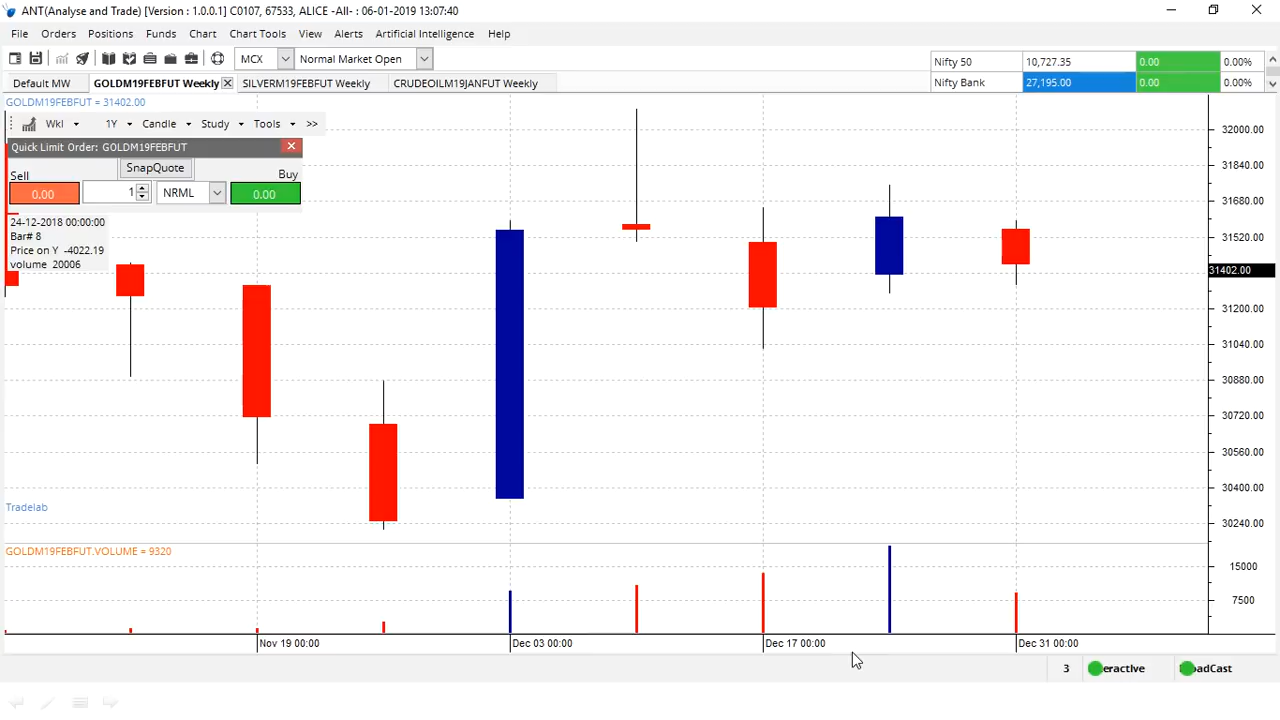 ANT(Analyse and Trade) [Version : 1.0.0.1] C0107, 67533, ALICE -All- : 06-01-2019 13:07:40
File Orders Positions Funds Chart Chart Tools View Alerts Artificial Intelligence Help
MCX Normal Market Open
Nifty 50 10,727.35 0.00 0.00%
Nifty Bank 27,195.00 0.00 0.00%
Default MW GOLDM19FEBFUT Weekly SILVERM19FEBFUT Weekly CRUDEOILM19JANFUT Weekly
GOLDM19FEBFUT = 31402.00
Wkl 1Y Candle Study Tools >>
Quick Limit Order: GOLDM19FEBFUT
Sell SnapQuote Buy
0.00 1 NRML 0.00
24-12-2018 00:00:00
Bar# 8
Price on Y -4022.19
volume 20006
32000.00
31840.00
31680.00
31520.00
31402.00
31200.00
31040.00
30880.00
30720.00
30560.00
30400.00
30240.00
Tradelab
GOLDM19FEBFUT.VOLUME = 9320
15000
7500
Nov 19 00:00 Dec 03 00:00 Dec 17 00:00 Dec 31 00:00
3 eractive adCast